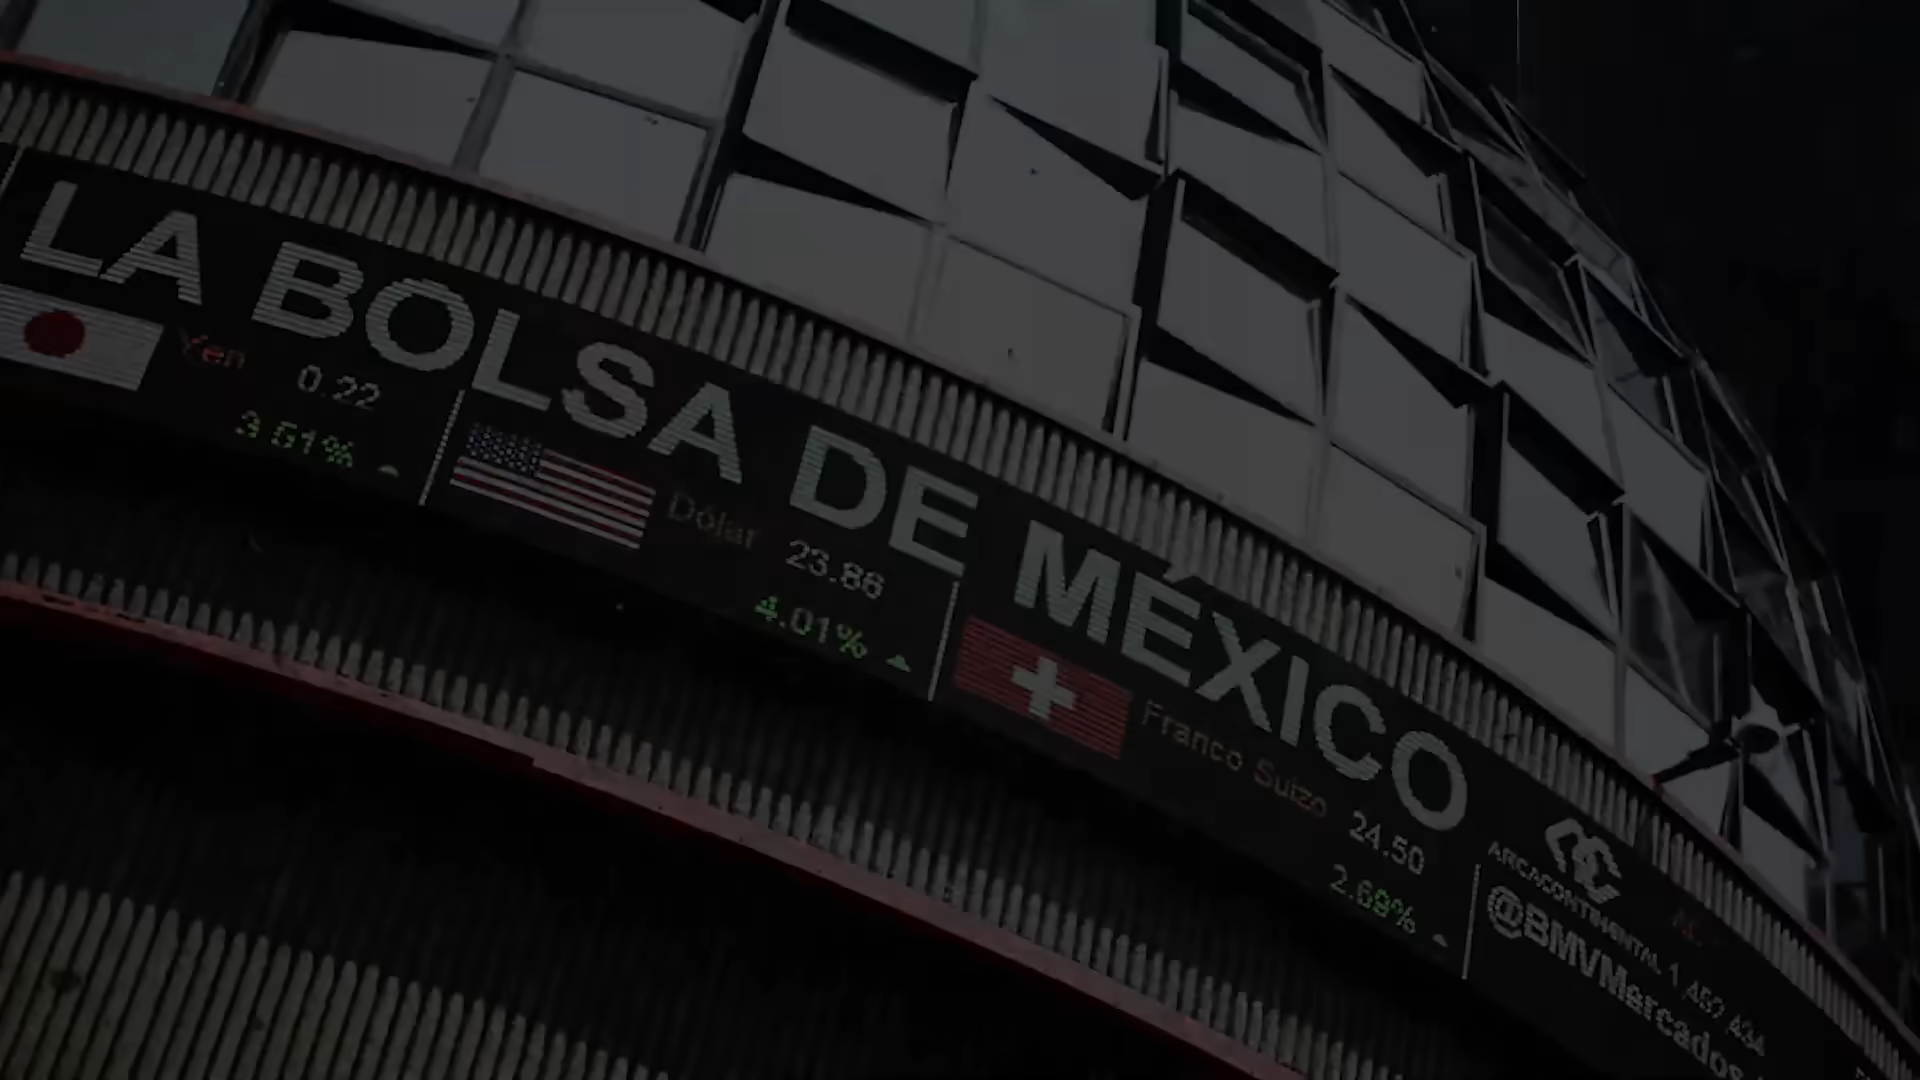 LA BOLSA DE MÉXICO
Yen
0.22
3.51%
Dólar
23.86
4.01%
Franco Suizo
24.50
2.69%
ARCACONTINENTAL
@BMVMercados